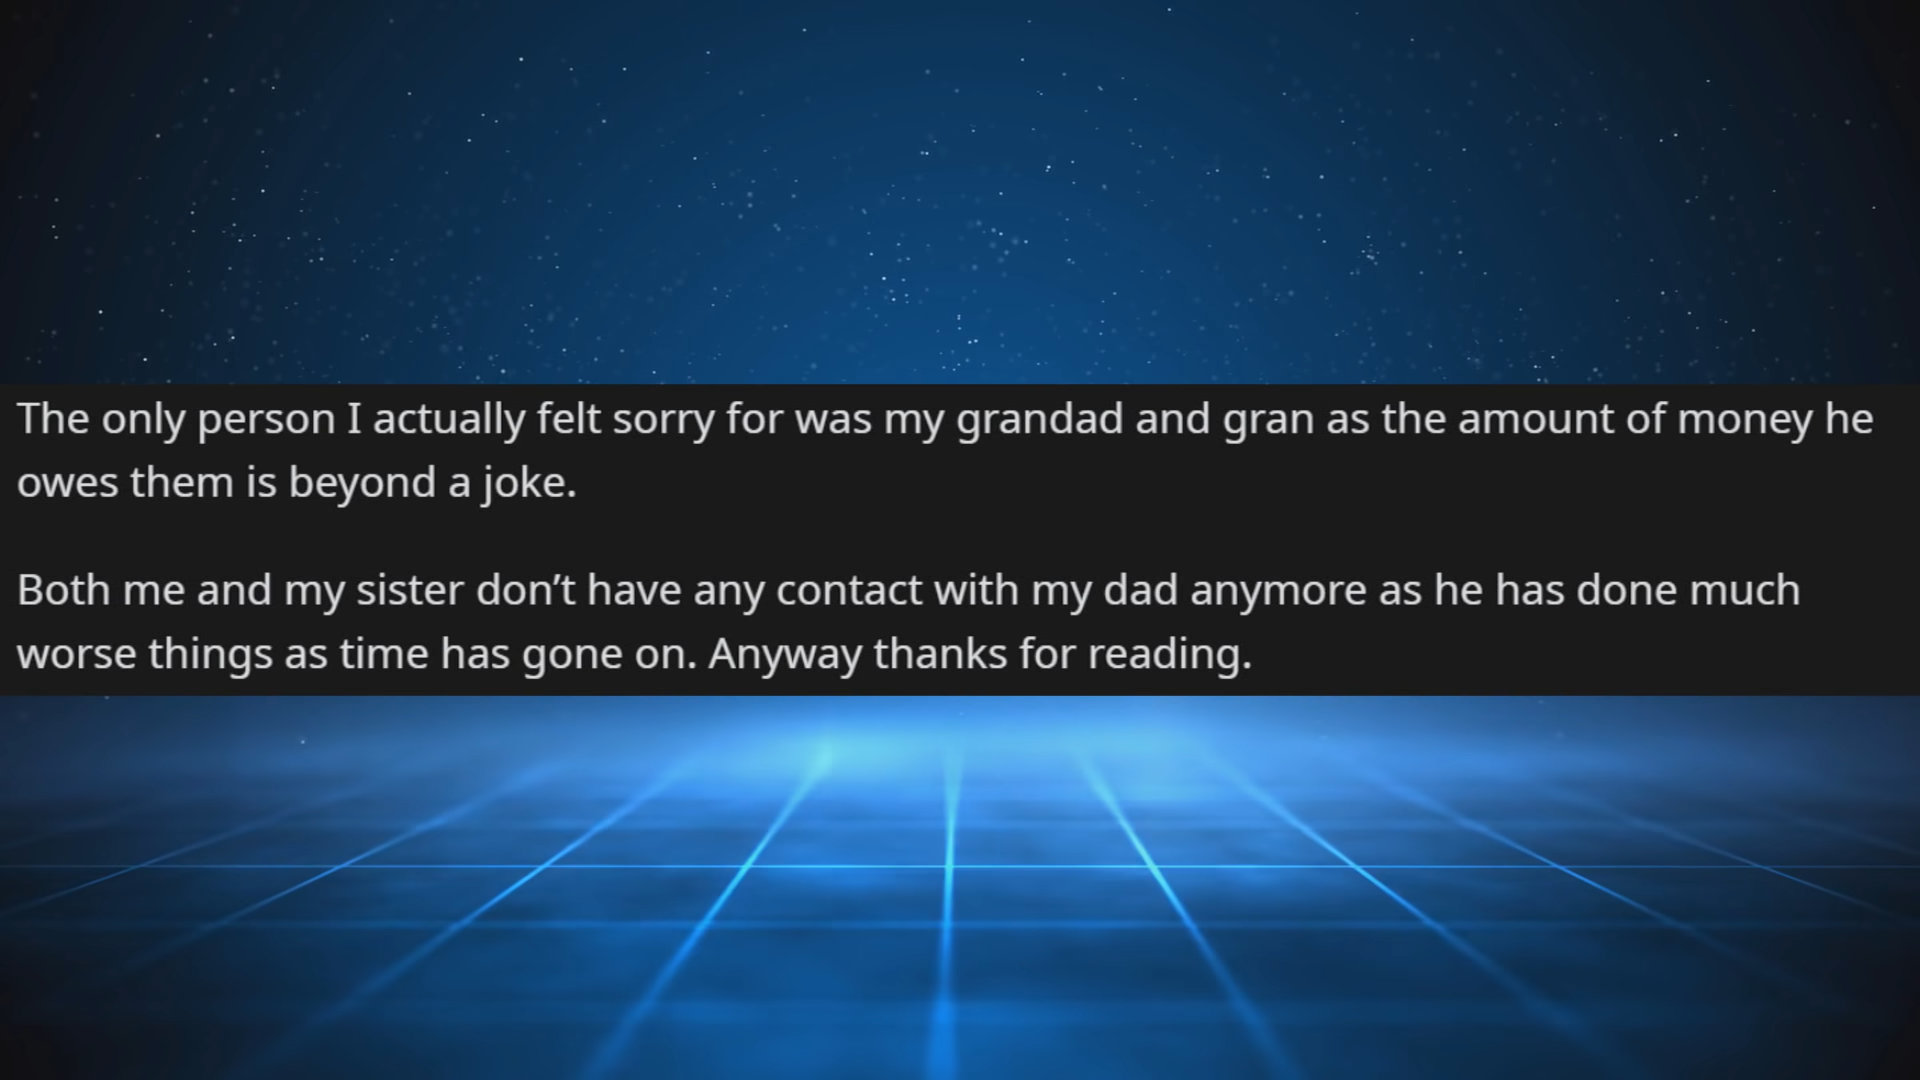 The only person I actually felt sorry for was my grandad and gran as the amount of money he
owes them is beyond a joke.
Both me and my sister don’t have any contact with my dad anymore as he has done much
worse things as time has gone on. Anyway thanks for reading.